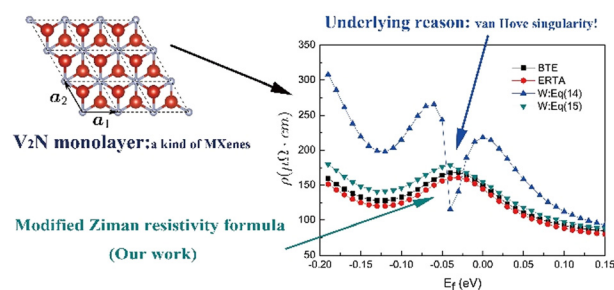 Underlying reason: van Hove singularity!
a2
a1
V2N monolayer: a kind of MXenes
Modified Ziman resistivity formula
(Our work)
BTE
ERTA
W:Eq(14)
W:Eq(15)
ρ(μΩ · cm)
350
300
250
200
150
100
50
-0.20
-0.15
-0.10
-0.05
0.00
0.05
0.10
0.15
Ef (eV)